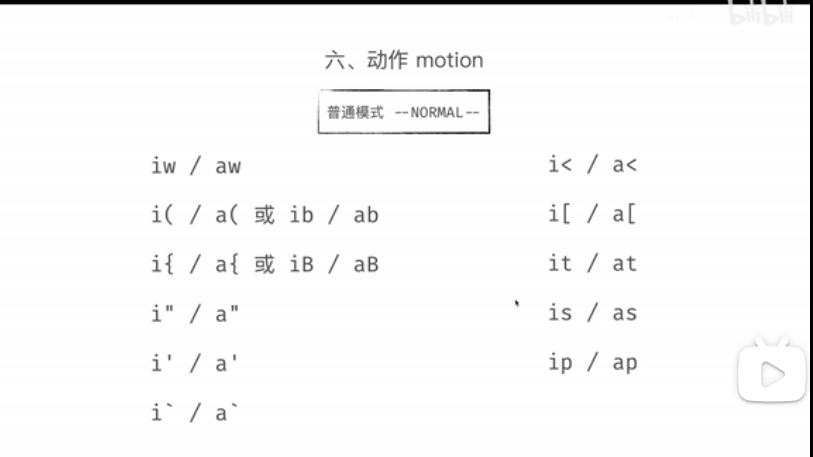 bilibili
六、动作 motion
普通模式 --NORMAL--
iw / aw
i( / a( 或 ib / ab
i{ / a{ 或 iB / aB
i" / a"
i' / a'
i` / a`
i< / a<
i[ / a[
it / at
is / as
ip / ap